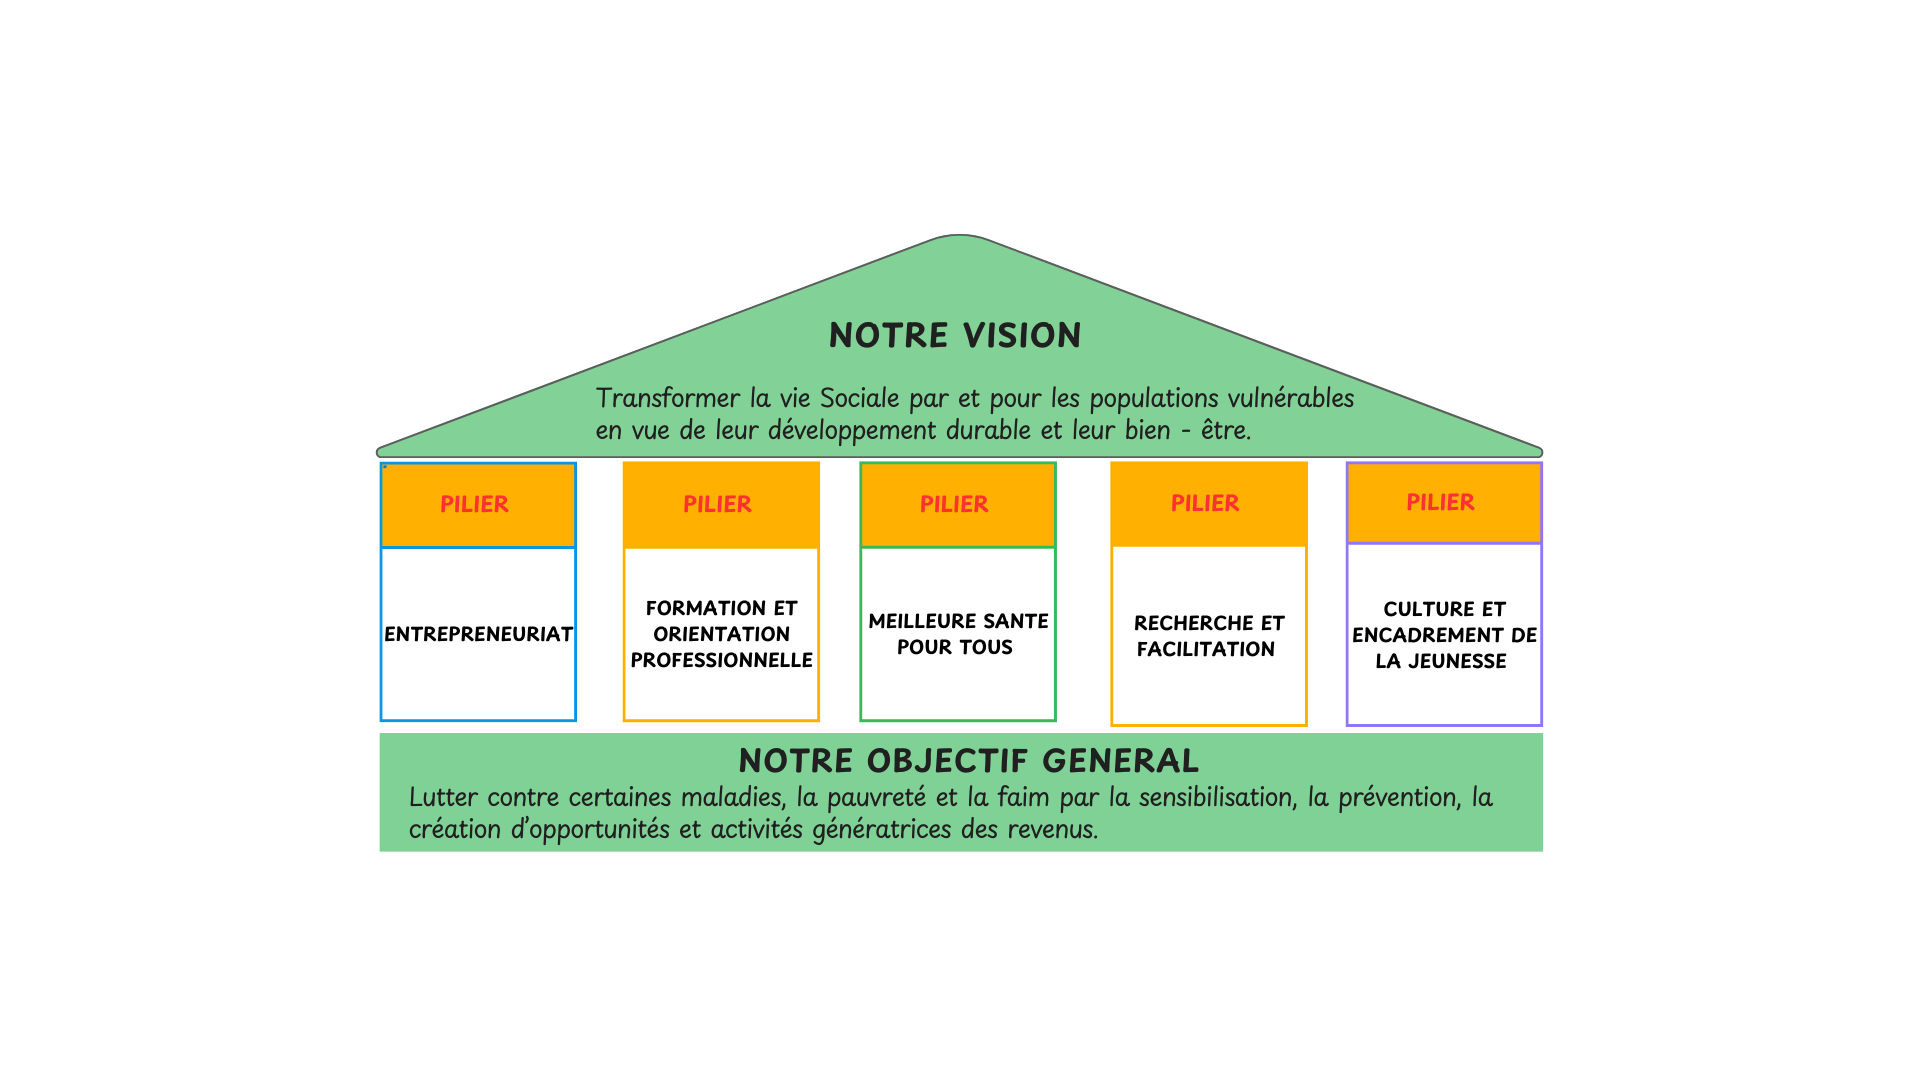 NOTRE VISION
Transformer la vie Sociale par et pour les populations vulnérables
en vue de leur développement durable et leur bien - être.
PILIER
ENTREPRENEURIAT
PILIER
FORMATION ET
ORIENTATION
PROFESSIONNELLE
PILIER
MEILLEURE SANTE
POUR TOUS
PILIER
RECHERCHE ET
FACILITATION
PILIER
CULTURE ET
ENCADREMENT DE
LA JEUNESSE
NOTRE OBJECTIF GENERAL
Lutter contre certaines maladies, la pauvreté et la faim par la sensibilisation, la prévention, la
création d’opportunités et activités génératrices des revenus.